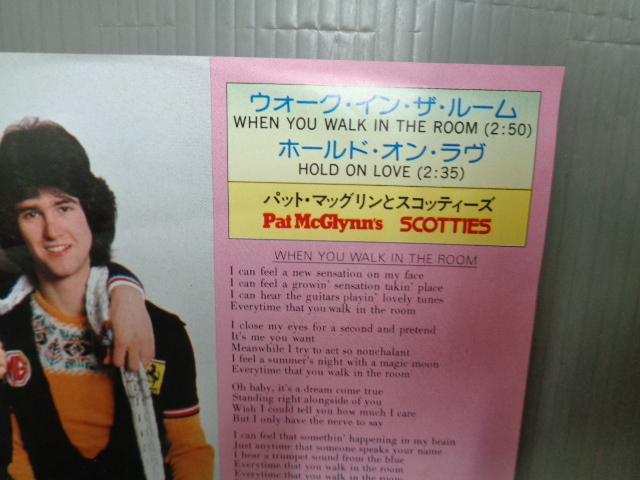 ウォーク・イン・ザ・ルーム
WHEN YOU WALK IN THE ROOM (2:50)
ホールド・オン・ラヴ
HOLD ON LOVE (2:35)
パット・マッグリンとスコッティーズ
Pat McGlynn's SCOTTIES
WHEN YOU WALK IN THE ROOM
I can feel a new sensation on my face
I can feel a growin' sensation takin' place
I can hear the guitars playin' lovely tunes
Everytime that you walk in the room
I close my eyes for a second and pretend
It's me you want
Meanwhile I try to act so nonchalant
I feel a summer's night with a magic moon
Everytime that you walk in the room
Oh baby, it's a dream come true
Standing right alongside of you
Wish I could tell you how much I care
But I only have the nerve to say
I can feel that somethin' happening in my brain
Just anytime that someone speaks your name
I hear a trumpet sound from the blue
Everytime that you walk in the room
Everytime that you walk in the room
MG